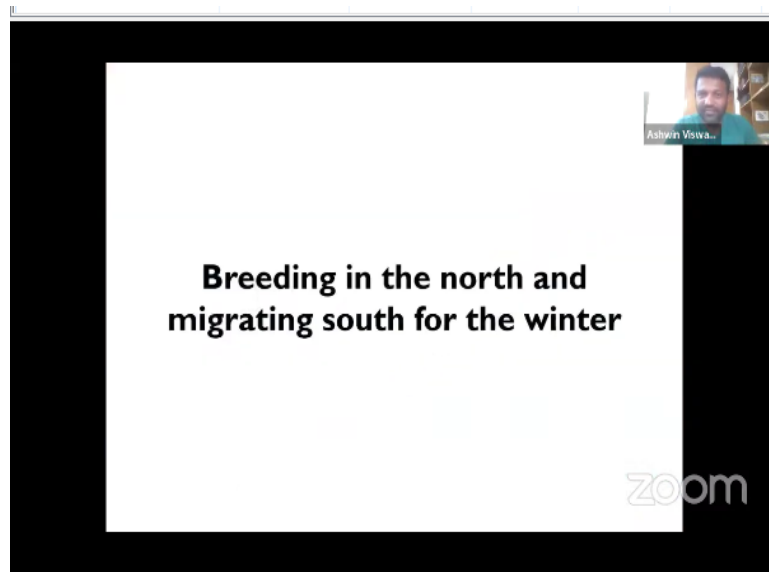 Ashwin Viswa...
Breeding in the north and
migrating south for the winter
zoom